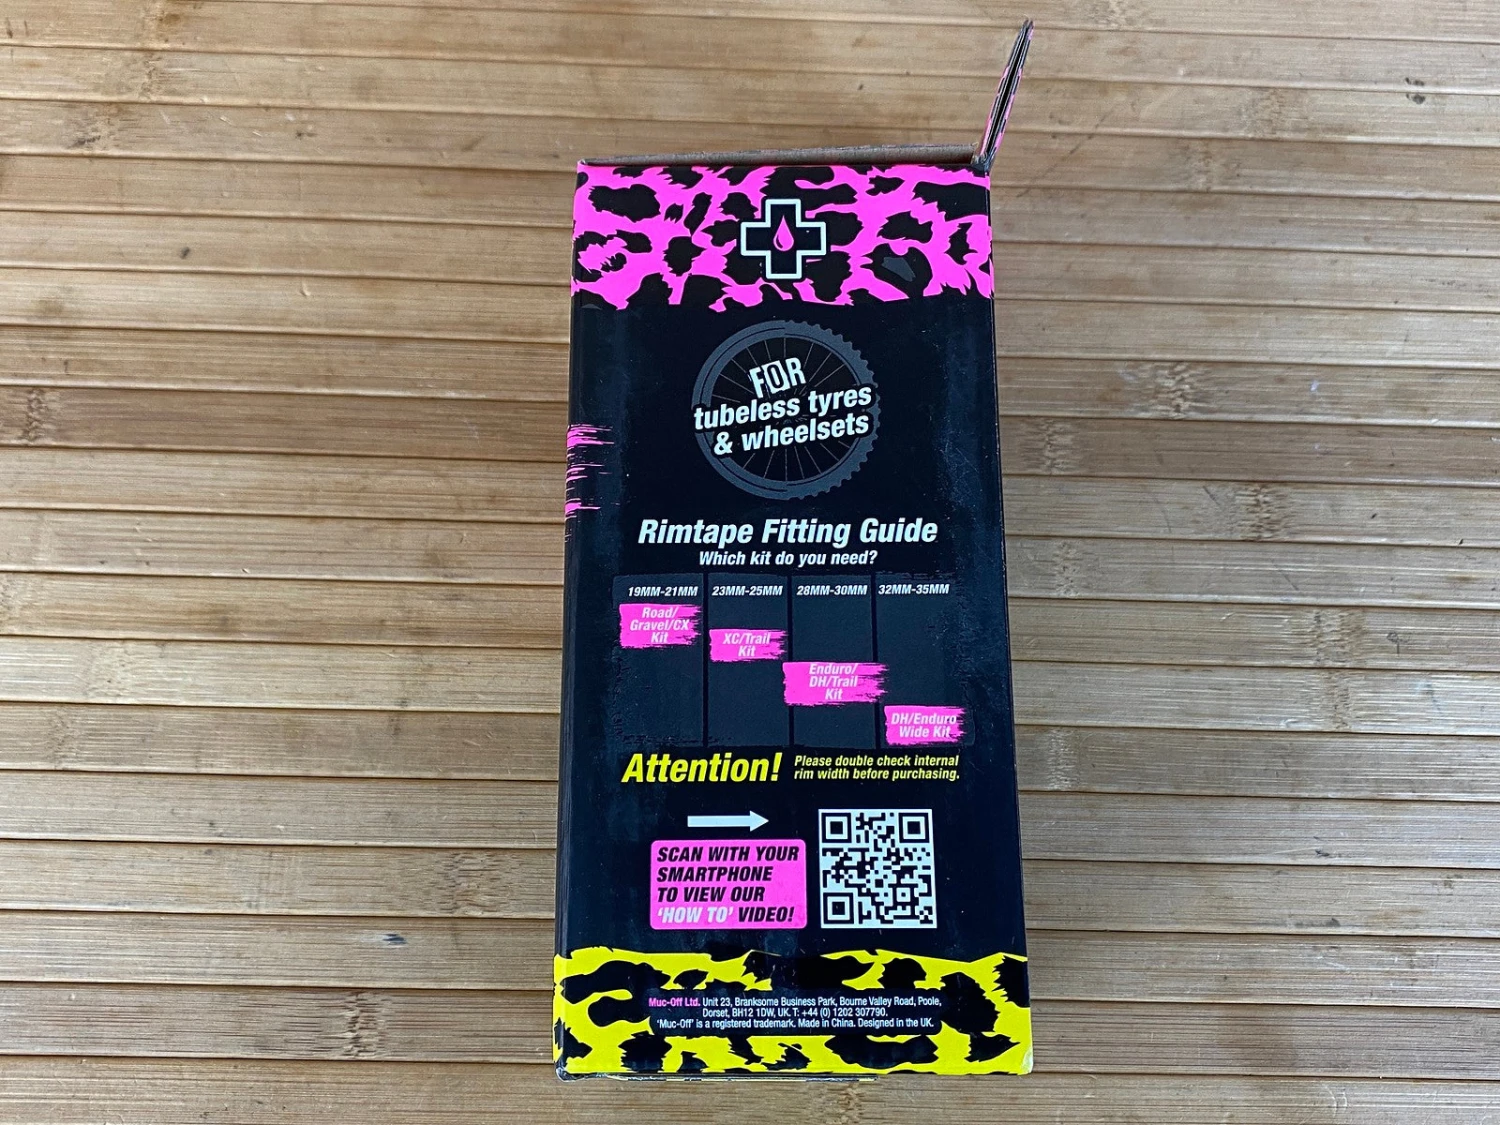 FOR
tubeless tyres
& wheelsets
Rimtape Fitting Guide
Which kit do you need?
19MM-21MM 23MM-25MM 28MM-30MM 32MM-35MM
Road/
Gravel/CX
Kit
XC/Trail
Kit
Enduro/
DH/Trail
Kit
DH/Enduro
Wide Kit
Attention!
Please double check internal
rim width before purchasing.
SCAN WITH YOUR
SMARTPHONE
TO VIEW OUR
'HOW TO' VIDEO!
Muc-Off Ltd. Unit 23, Branksome Business Park, Bourne Valley Road, Poole,
Dorset, BH12 1DW, UK. T: +44 (0) 1202 307790.
'Muc-Off' is a registered trademark. Made in China. Designed in the UK.